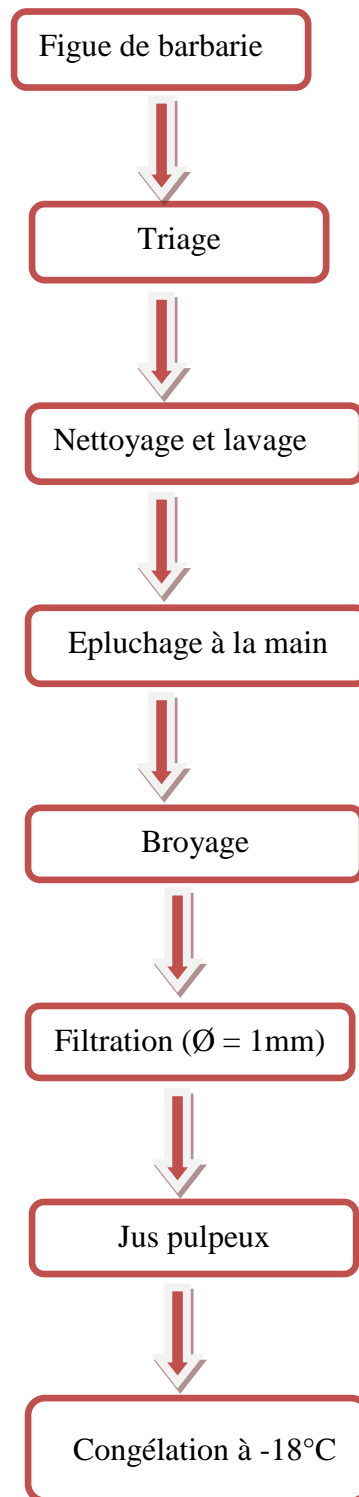 Figue de barbarie
Triage
Nettoyage et lavage
Epluchage à la main
Broyage
Filtration (Ø = 1mm)
Jus pulpeux
Congélation à -18°C